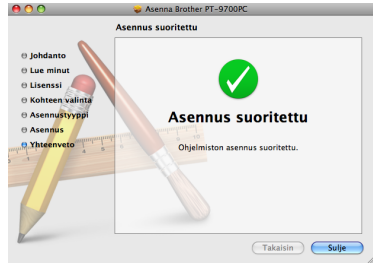 Asenna Brother PT-9700PC
Asennus suoritettu
Johdanto
Lue minut
Lisenssi
Kohteen valinta
Asennustyyppi
Asennus
Yhteenveto
Asennus suoritettu
Ohjelmiston asennus suoritettu.
Takaisin
Sulje